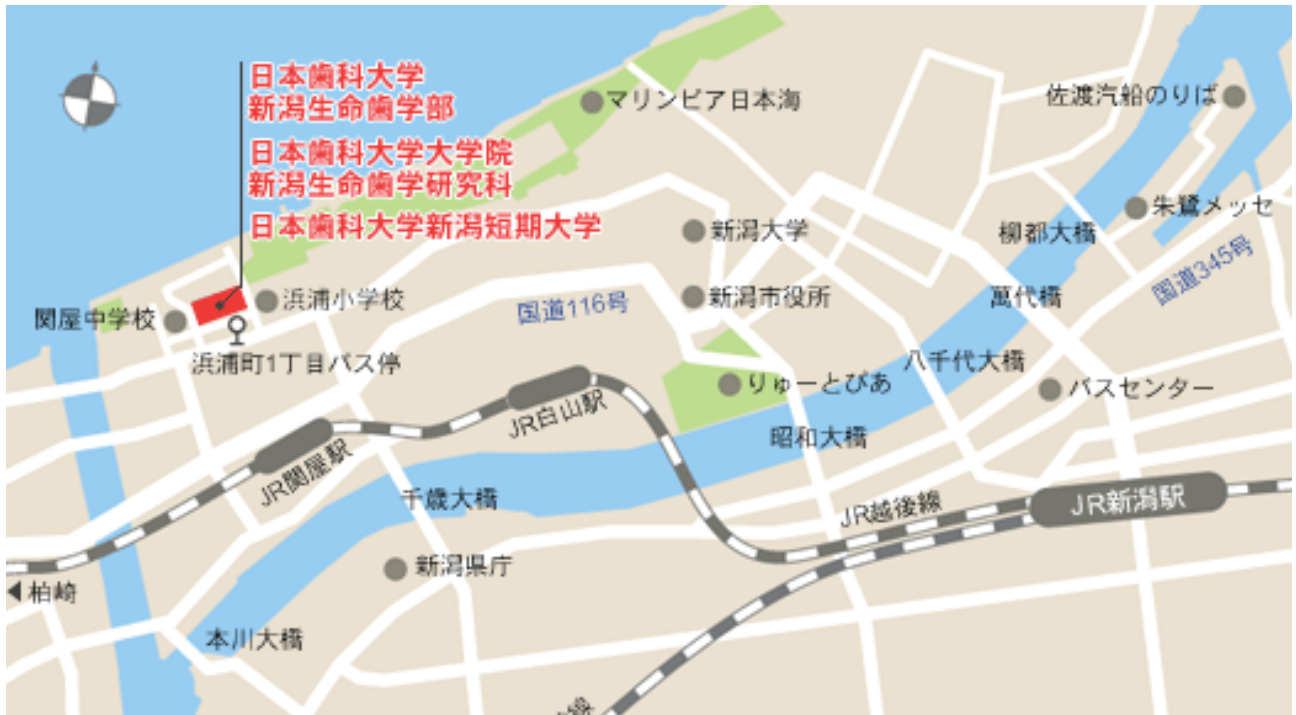 日本歯科大学
新潟生命歯学部
日本歯科大学大学院
新潟生命歯学研究科
日本歯科大学新潟短期大学
マリンピア日本海
佐渡汽船のりば
朱鷺メッセ
新潟大学
柳都大橋
国道345号
関屋中学校
浜浦小学校
国道116号
新潟市役所
萬代橋
浜浦町1丁目バス停
八千代大橋
りゅーとぴあ
バスセンター
JR白山駅
昭和大橋
JR関屋駅
千歳大橋
JR越後線
JR新潟駅
新潟県庁
柏崎
本川大橋
線